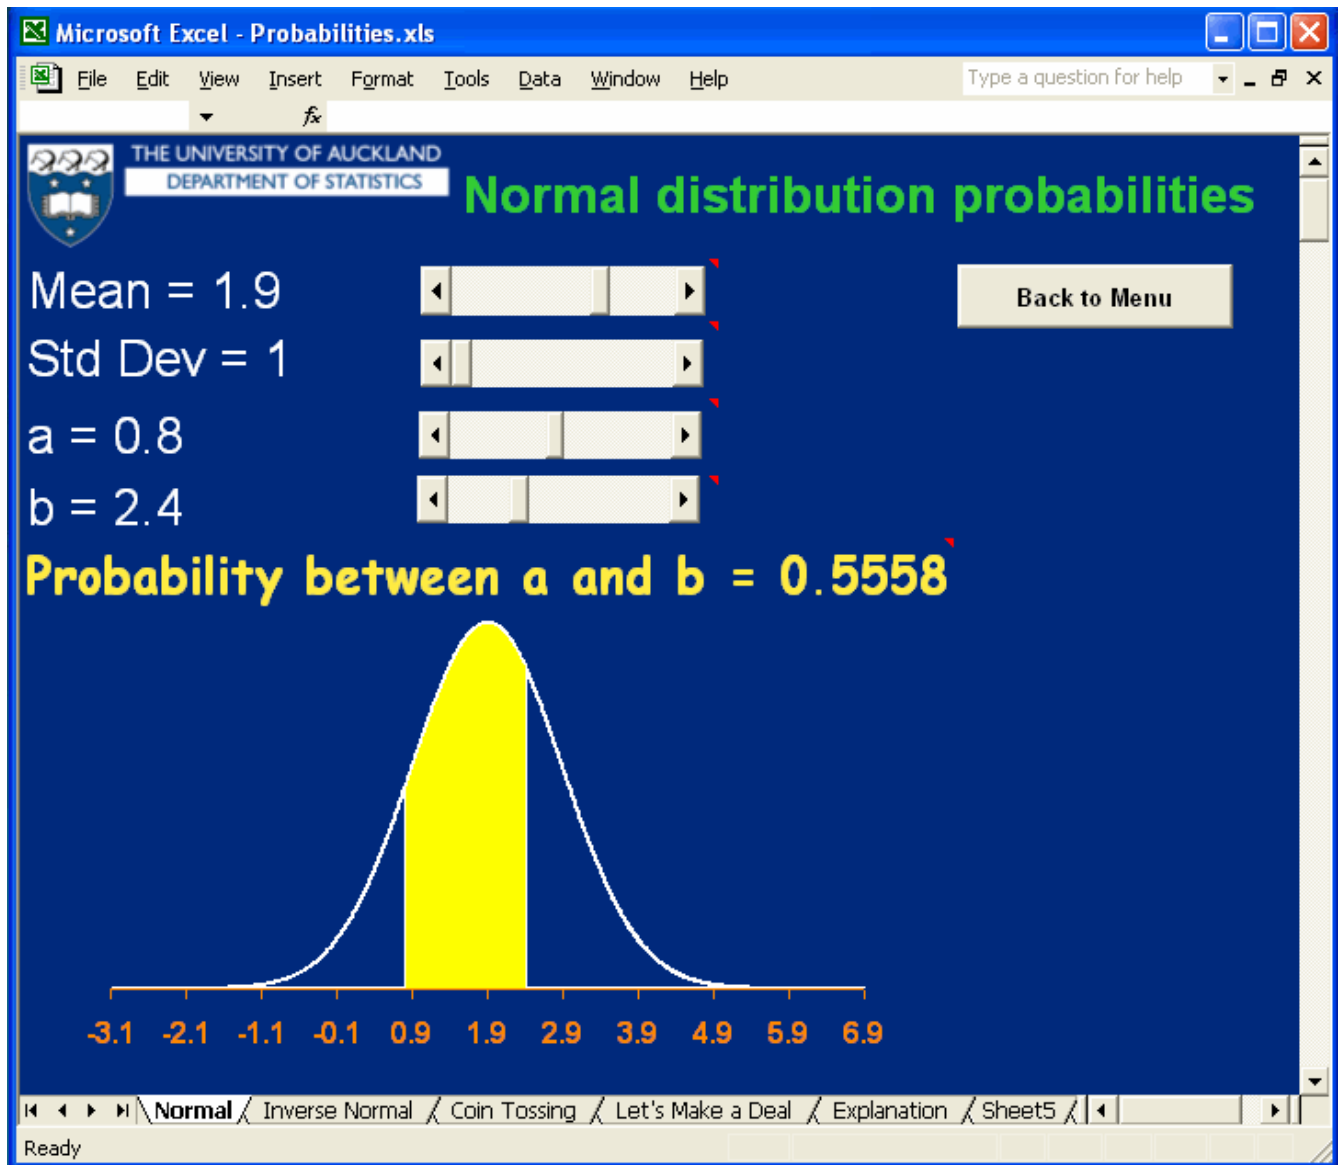 Microsoft Excel - Probabilities.xls
File Edit View Insert Format Tools Data Window Help Type a question for help
fx
THE UNIVERSITY OF AUCKLAND
DEPARTMENT OF STATISTICS
Normal distribution probabilities
Mean = 1.9
Back to Menu
Std Dev = 1
a = 0.8
b = 2.4
Probability between a and b = 0.5558
-3.1 -2.1 -1.1 -0.1 0.9 1.9 2.9 3.9 4.9 5.9 6.9
Normal Inverse Normal Coin Tossing Let's Make a Deal Explanation Sheet5
Ready